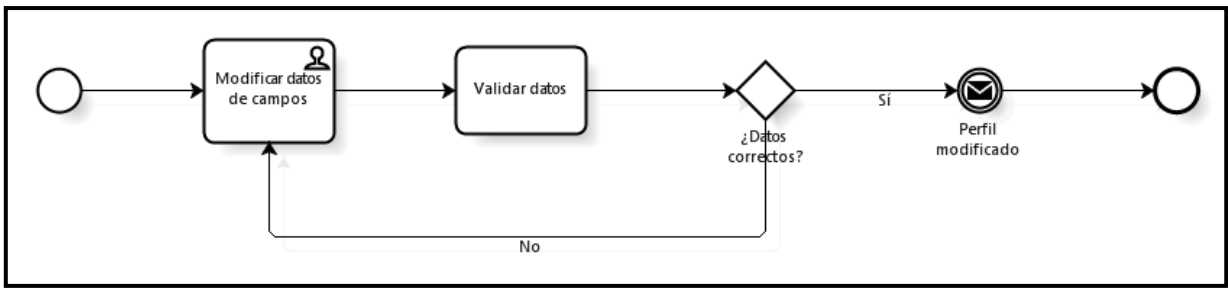 Modificar datos
de campos
Validar datos
¿Datos
correctos?
Sí
Perfil
modificado
No